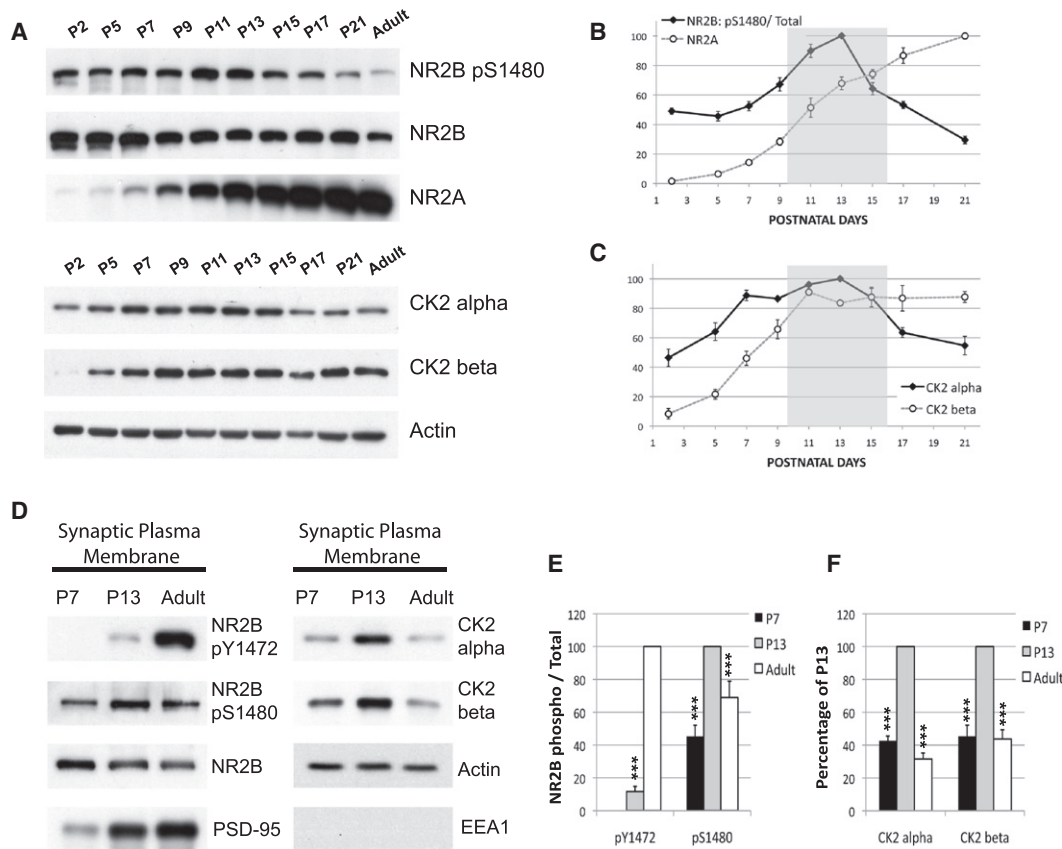 A
P2 P5 P7 P9 P11 P13 P15 P17 P21 Adult
NR2B pS1480
NR2B
NR2A
P2 P5 P7 P9 P11 P13 P15 P17 P21 Adult
CK2 alpha
CK2 beta
Actin
B
NR2B: pS1480/ Total
NR2A
100
80
60
40
20
0
1 3 5 7 9 11 13 15 17 19 21
POSTNATAL DAYS
C
100
80
60
40
20
0
CK2 alpha
CK2 beta
1 3 5 7 9 11 13 15 17 19 21
POSTNATAL DAYS
D
Synaptic Plasma
Membrane
P7 P13 Adult
NR2B
pY1472
NR2B
pS1480
NR2B
PSD-95
Synaptic Plasma
Membrane
P7 P13 Adult
CK2
alpha
CK2
beta
Actin
EEA1
E
NR2B phospho / Total
120
100
80
60
40
20
0
***
***
***
pY1472 pS1480
P7
P13
Adult
F
Percentage of P13
120
100
80
60
40
20
0
***
***
***
***
CK2 alpha CK2 beta
P7
P13
Adult